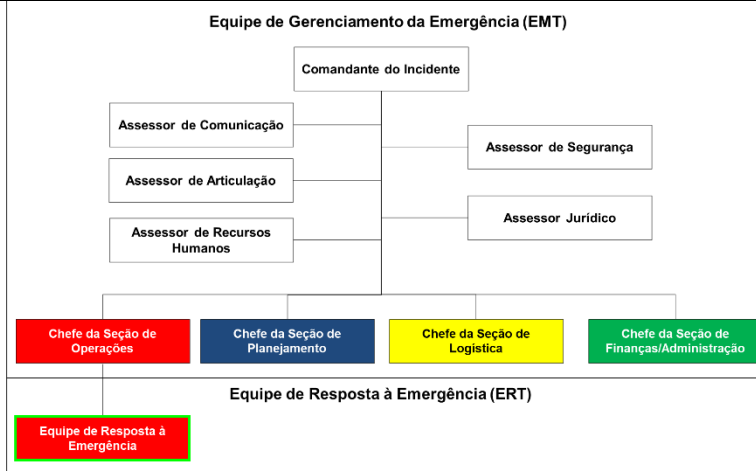 Equipe de Gerenciamento da Emergência (EMT)
Comandante do Incidente
Assessor de Comunicação
Assessor de Segurança
Assessor de Articulação
Assessor Jurídico
Assessor de Recursos
Humanos
Chefe da Seção de
Operações
Chefe da Seção de
Planejamento
Chefe da Seção de
Logistica
Chefe da Seção de
Finanças/Administração
Equipe de Resposta à Emergência (ERT)
Equipe de Resposta à
Emergência